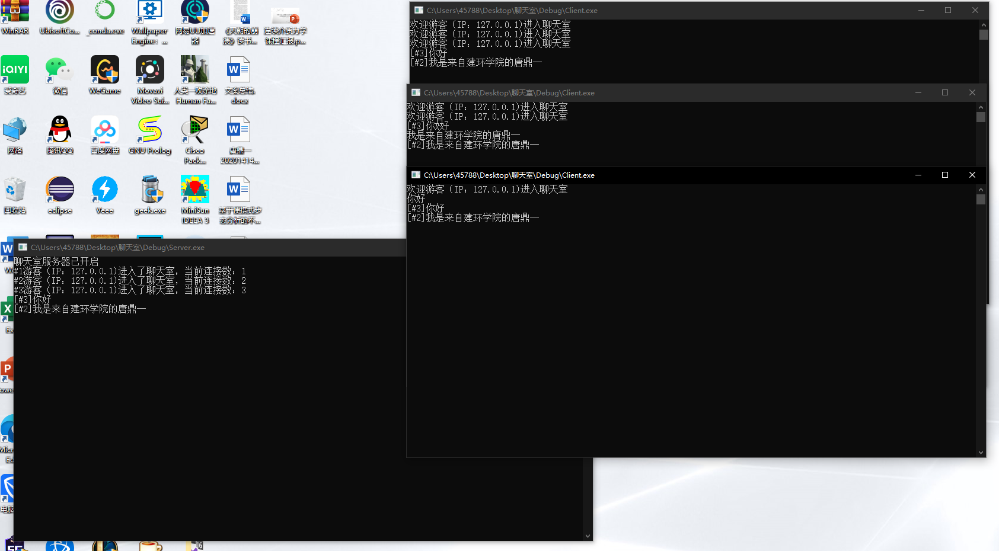 WinRAR
UbisoftCo...
_conda.exe
Wallpaper
Engine：...
网易UU加速
器
《天朝的崩
溃》读书...
连续介质力学
课程汇报.p...
iQIYI
爱奇艺
微信
WeGame
Movavi
Video Sui...
人类一败涂地
Human Fa...
文案总结.
docx
网络
腾讯QQ
百度网盘
GNU Prolog
Cisco
Pack...
唐鼎一
20201414...
回收站
eclipse
Veee
geek.exe
MiniSun
IDEEA 3
基于便携式步
态分析的不...
C:\Users\45788\Desktop\聊天室\Debug\Client.exe
欢迎游客（IP：127.0.0.1)进入聊天室
欢迎游客（IP：127.0.0.1)进入聊天室
欢迎游客（IP：127.0.0.1)进入聊天室
[#3]你好
[#2]我是来自建环学院的唐鼎一
C:\Users\45788\Desktop\聊天室\Debug\Client.exe
欢迎游客（IP：127.0.0.1)进入聊天室
欢迎游客（IP：127.0.0.1)进入聊天室
[#3]你好
我是来自建环学院的唐鼎一
[#2]我是来自建环学院的唐鼎一
C:\Users\45788\Desktop\聊天室\Debug\Client.exe
欢迎游客（IP：127.0.0.1)进入聊天室
你好
[#3]你好
[#2]我是来自建环学院的唐鼎一
C:\Users\45788\Desktop\聊天室\Debug\Server.exe
聊天室服务器已开启
#1游客（IP：127.0.0.1)进入了聊天室，当前连接数：1
#2游客（IP：127.0.0.1)进入了聊天室，当前连接数：2
#3游客（IP：127.0.0.1)进入了聊天室，当前连接数：3
[#3]你好
[#2]我是来自建环学院的唐鼎一